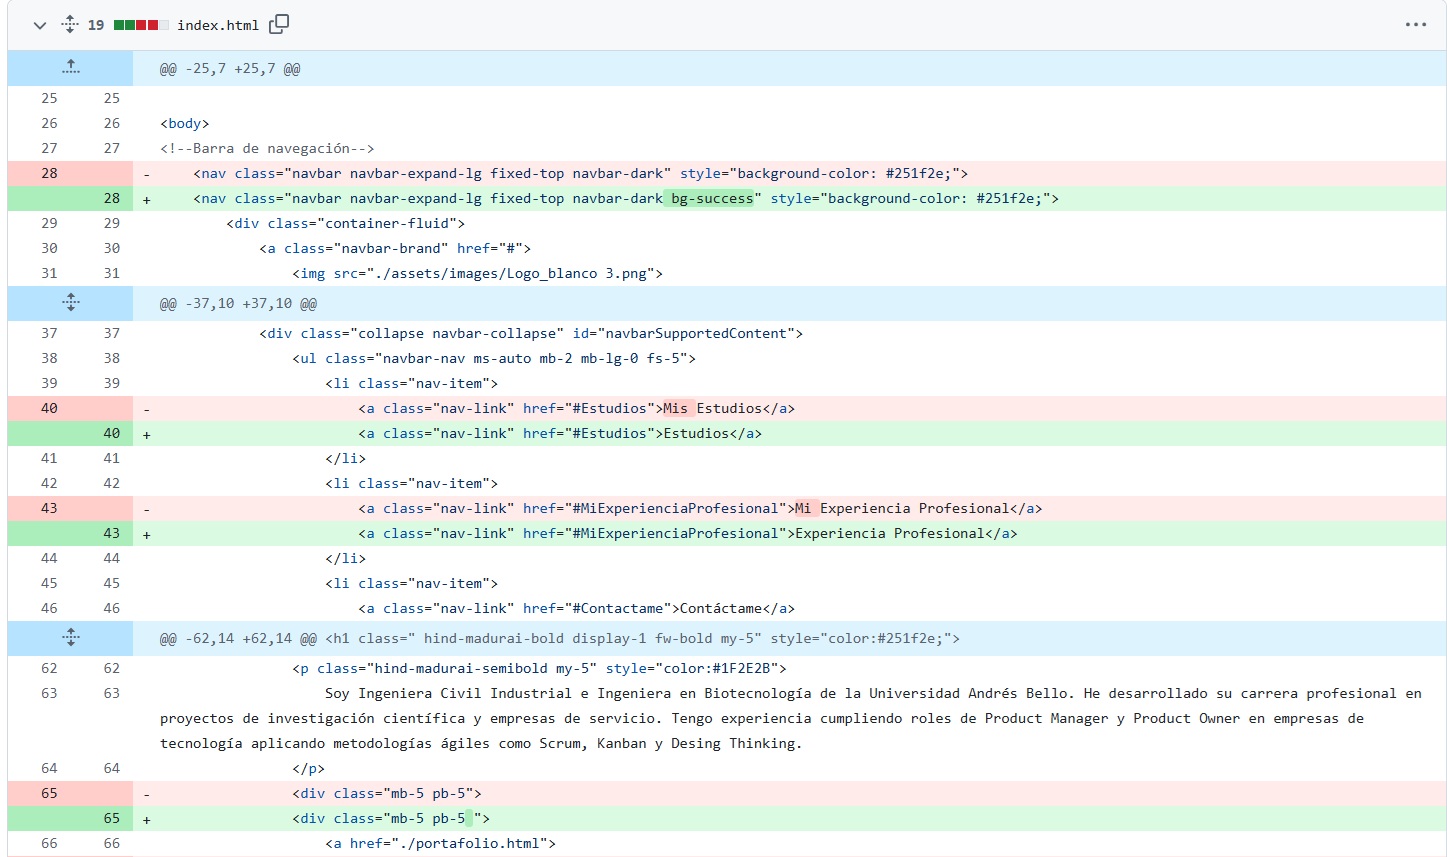 19 index.html
@@ -25,7 +25,7 @@
25 25
26 26 <body>
27 27 <!--Barra de navegación-->
28 - <nav class="navbar navbar-expand-lg fixed-top navbar-dark" style="background-color: #251f2e;">
28 + <nav class="navbar navbar-expand-lg fixed-top navbar-dark bg-success" style="background-color: #251f2e;">
29 29 <div class="container-fluid">
30 30 <a class="navbar-brand" href="#">
31 31 <img src="./assets/images/Logo_blanco 3.png">
@@ -37,10 +37,10 @@
37 37 <div class="collapse navbar-collapse" id="navbarSupportedContent">
38 38 <ul class="navbar-nav ms-auto mb-2 mb-lg-0 fs-5">
39 39 <li class="nav-item">
40 - <a class="nav-link" href="#Estudios">Mis Estudios</a>
40 + <a class="nav-link" href="#Estudios">Estudios</a>
41 41 </li>
42 42 <li class="nav-item">
43 - <a class="nav-link" href="#MiExperienciaProfesional">Mi Experiencia Profesional</a>
43 + <a class="nav-link" href="#MiExperienciaProfesional">Experiencia Profesional</a>
44 44 </li>
45 45 <li class="nav-item">
46 46 <a class="nav-link" href="#Contactame">Contáctame</a>
@@ -62,14 +62,14 @@ <h1 class=" hind-madurai-bold display-1 fw-bold my-5" style="color:#251f2e;">
62 62 <p class="hind-madurai-semibold my-5" style="color:#1F2E2B">
63 63 Soy Ingeniera Civil Industrial e Ingeniera en Biotecnología de la Universidad Andrés Bello. He desarrollado su carrera profesional en
proyectos de investigación científica y empresas de servicio. Tengo experiencia cumpliendo roles de Product Manager y Product Owner en empresas de
tecnología aplicando metodologías ágiles como Scrum, Kanban y Desing Thinking.
64 64 </p>
65 - <div class="mb-5 pb-5">
65 + <div class="mb-5 pb-5 ">
66 66 <a href="./portafolio.html">